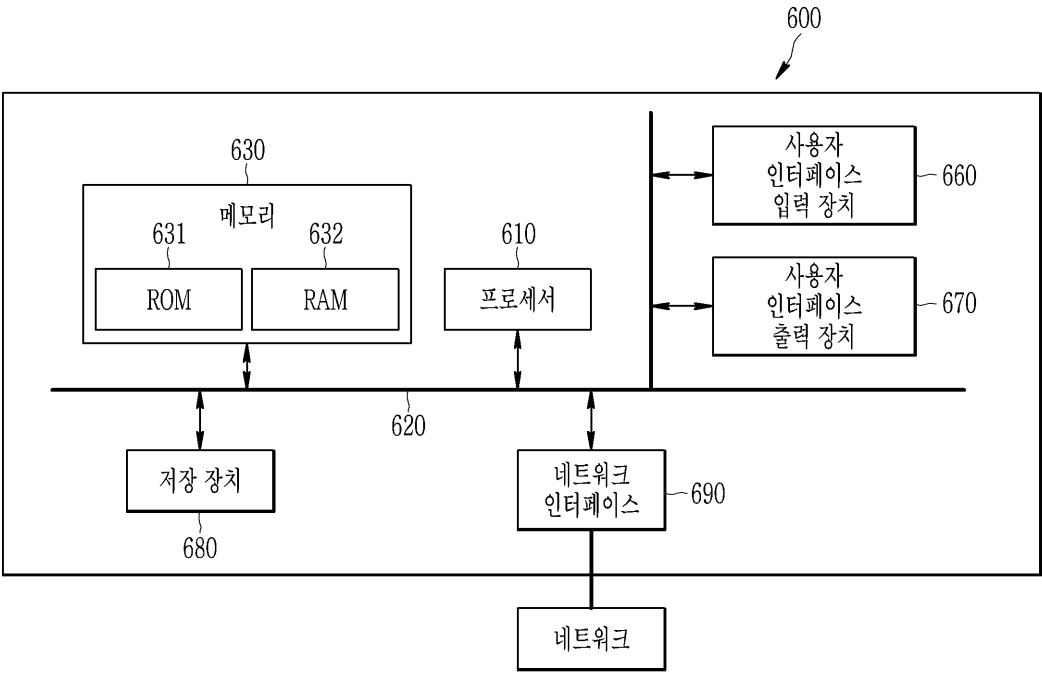 600
630
메모리
631
632
ROM
RAM
610
프로세서
사용자
인터페이스
입력 장치
660
사용자
인터페이스
출력 장치
670
620
저장 장치
680
네트워크
인터페이스
690
네트워크